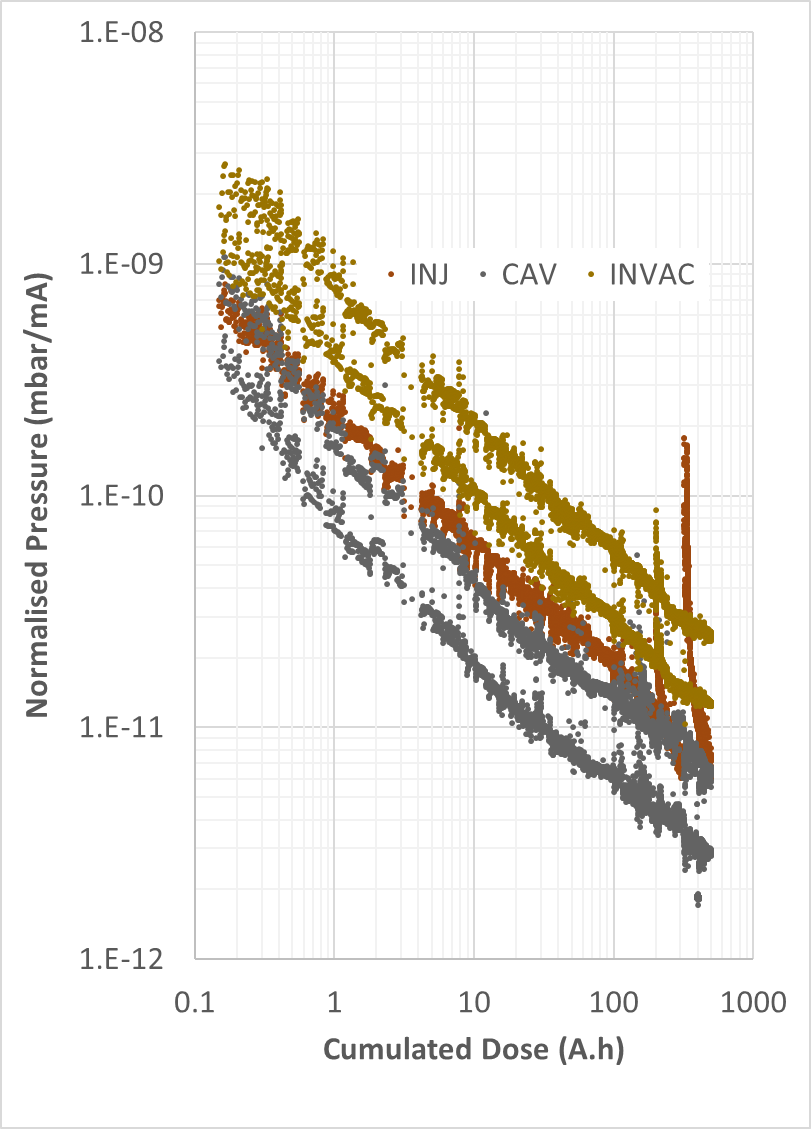 1.E-08
1.E-09
1.E-10
1.E-11
1.E-12
Normalised Pressure (mbar/mA)
INJ CAV INVAC
0.1 1 10 100 1000
Cumulated Dose (A.h)